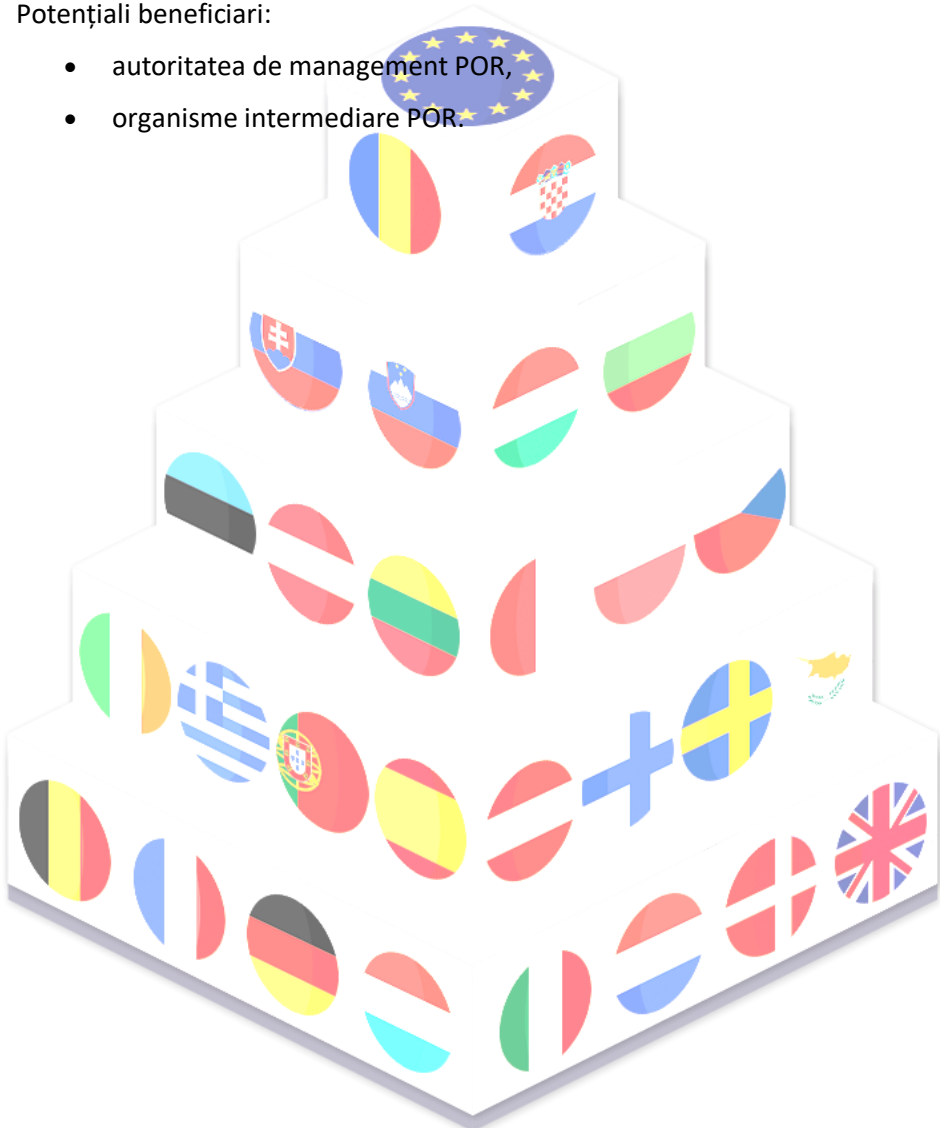 Potențiali beneficiari:
• autoritatea de management POR,
• organisme intermediare POR.